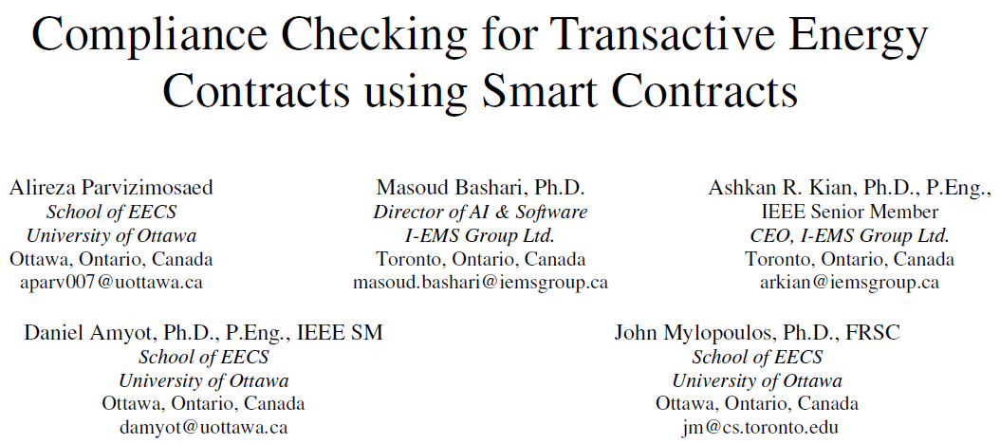 Compliance Checking for Transactive Energy
Contracts using Smart Contracts
Alireza Parvizimosaed
School of EECS
University of Ottawa
Ottawa, Ontario, Canada
aparv007@uottawa.ca
Masoud Bashari, Ph.D.
Director of AI & Software
I-EMS Group Ltd.
Toronto, Ontario, Canada
masoud.bashari@iemsgroup.ca
Ashkan R. Kian, Ph.D., P.Eng.,
IEEE Senior Member
CEO, I-EMS Group Ltd.
Toronto, Ontario, Canada
arkian@iemsgroup.ca
Daniel Amyot, Ph.D., P.Eng., IEEE SM
School of EECS
University of Ottawa
Ottawa, Ontario, Canada
damyot@uottawa.ca
John Mylopoulos, Ph.D., FRSC
School of EECS
University of Ottawa
Ottawa, Ontario, Canada
jm@cs.toronto.edu